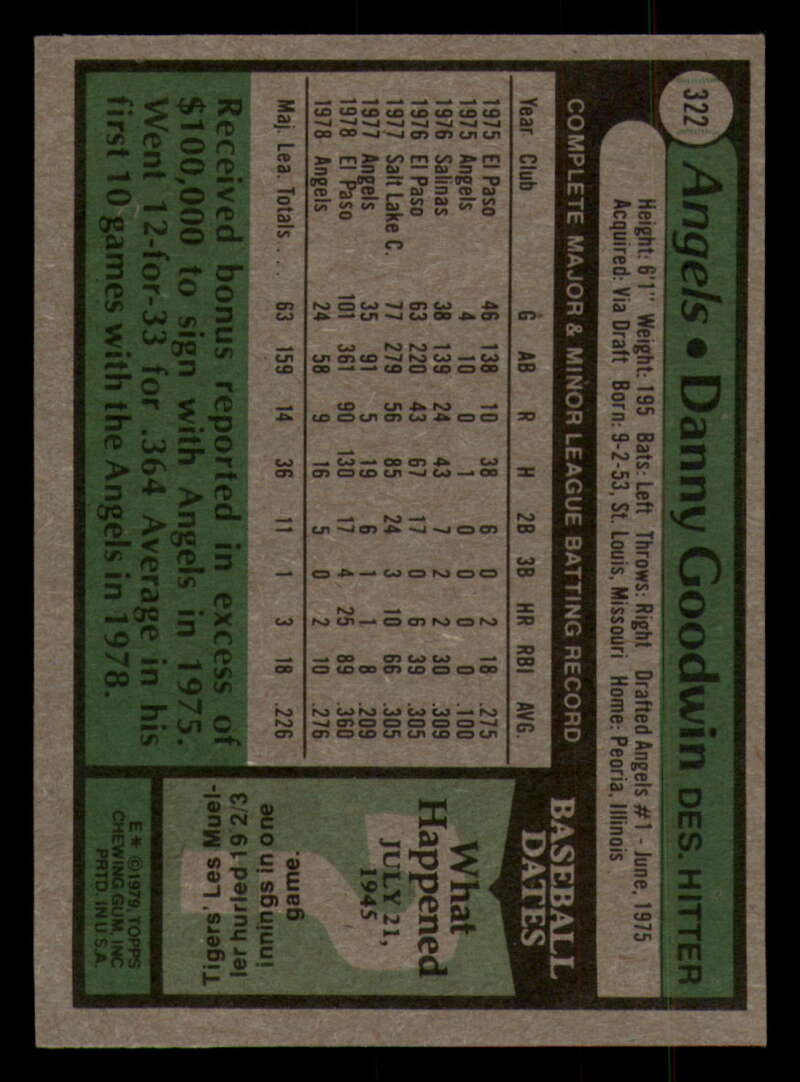 322
Angels • Danny Goodwin DES. HITTER
Height: 6'1" Weight: 195 Bats: Left Throws: Right Drafted Angels #1 - June, 1975
Acquired: Via Draft Born: 9-2-53, St. Louis, Missouri Home: Peoria, Illinois
COMPLETE MAJOR & MINOR LEAGUE BATTING RECORD
Year Club G AB R H 2B 3B HR RBI AVG.
1975 El Paso 46 138 10 38 6 0 2 18 .275
1975 Angels 4 10 0 1 0 0 0 0 .100
1976 Salinas 38 139 24 43 7 2 2 30 .309
1976 El Paso 63 220 43 67 17 0 6 39 .305
1977 Salt Lake C. 77 279 56 85 24 3 10 66 .305
1977 Angels 35 91 5 19 6 1 1 8 .209
1978 El Paso 101 361 90 130 17 4 25 89 .360
1978 Angels 24 58 9 16 5 0 2 10 .276
Maj. Lea. Totals . . . 63 159 14 36 11 1 3 18 .226
Received bonus reported in excess of
$100,000 to sign with Angels in 1975.
Went 12-for-33 for .364 Average in his
first 10 games with the Angels in 1978.
BASEBALL
DATES
What
Happened
JULY 21,
1945
Tigers' Les Muel-
ler hurled 19 2/3
innings in one
game.
E* ©1979, TOPPS
CHEWING GUM, INC
PRTD. IN U.S.A.